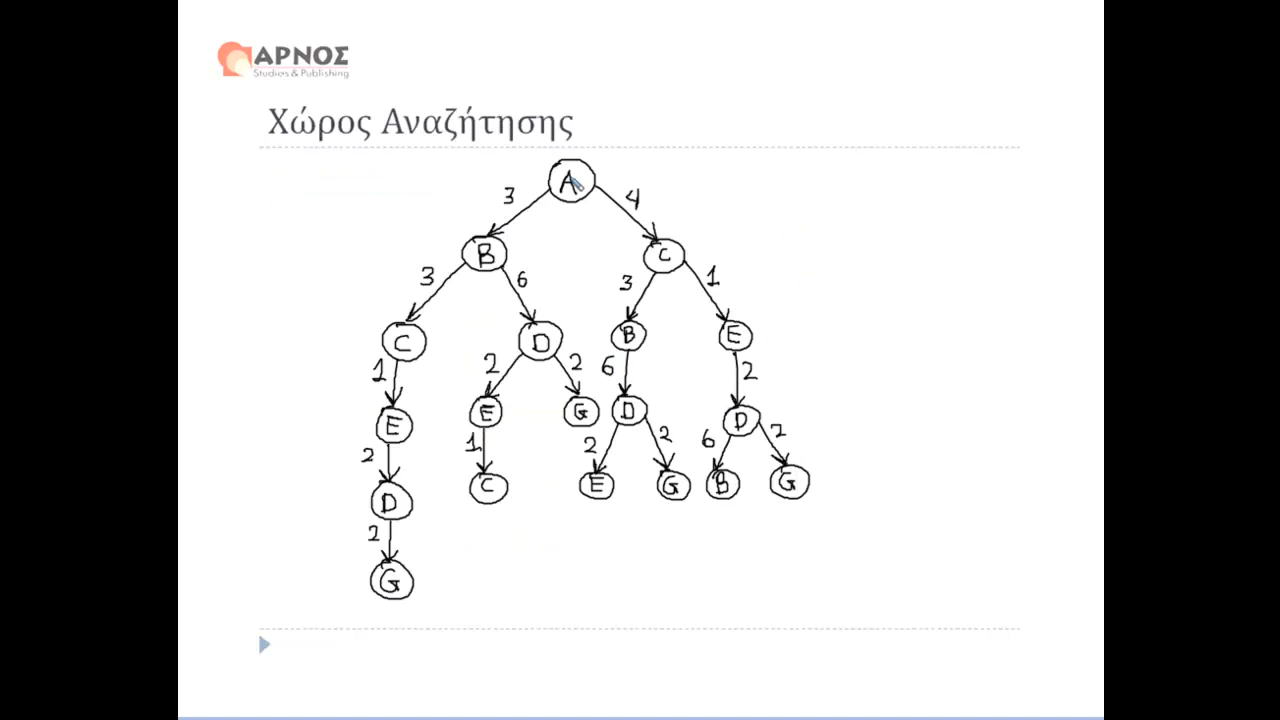 ΑΡΝΟΣ
Studies & Publishing
Χώρος Αναζήτησης
A
3 4
B C
3 6 3 1
C D B E
1 2 2 6 2
E E G D D
2 1 2 2 6 2
D C E G B G
2
G